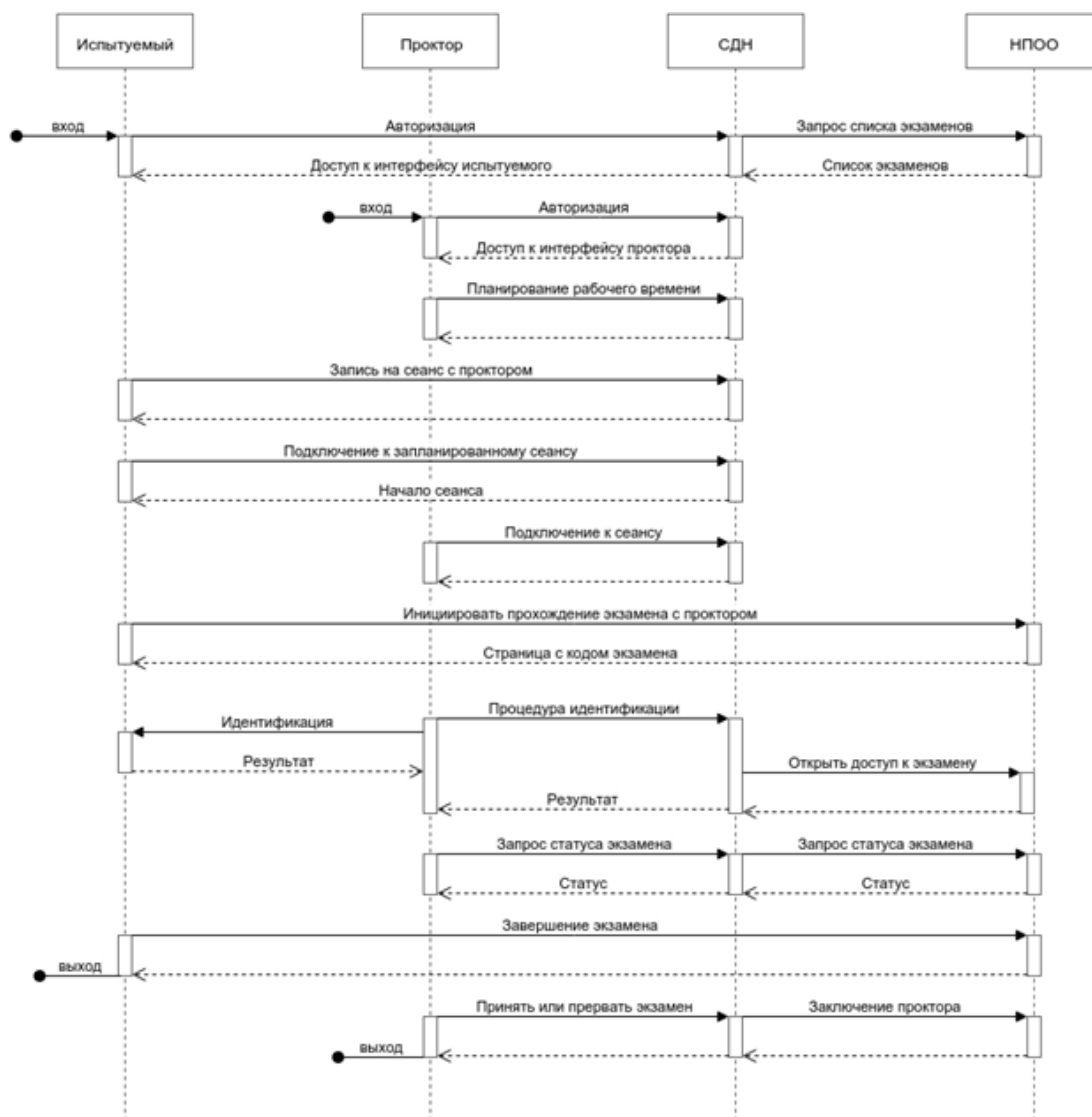 Испытуемый
Проктор
СДН
НПОО
вход
Авторизация
Запрос списка экзаменов
Доступ к интерфейсу испытуемого
Список экзаменов
вход
Авторизация
Доступ к интерфейсу проктора
Планирование рабочего времени
Запись на сеанс с проктором
Подключение к запланированному сеансу
Начало сеанса
Подключение к сеансу
Инициировать прохождение экзамена с проктором
Страница с кодом экзамена
Процедура идентификации
Идентификация
Результат
Открыть доступ к экзамену
Результат
Запрос статуса экзамена
Запрос статуса экзамена
Статус
Статус
Завершение экзамена
выход
Принять или прервать экзамен
Заключение проктора
выход